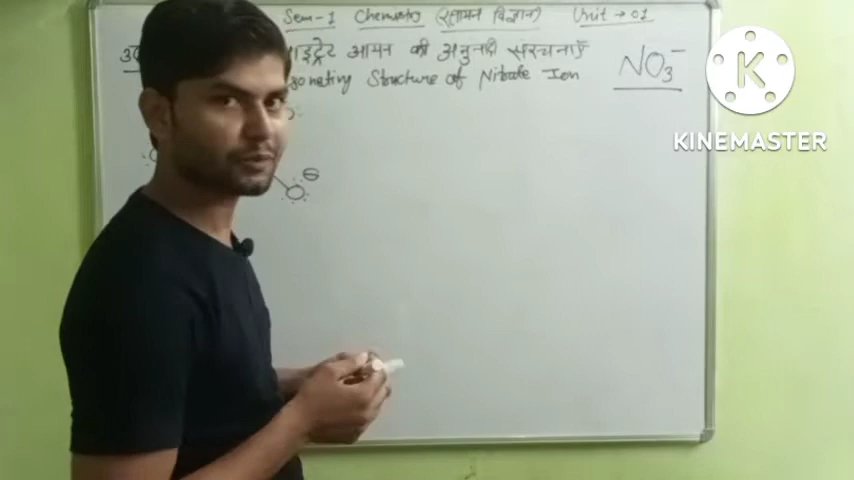 Sem-1 Chemistry (रसायन विज्ञान) Unit → 01
आयन की अनुनादी संरचनाएँ
Structure of Nitrate Ion
NO₃⁻
K
KINEMASTER